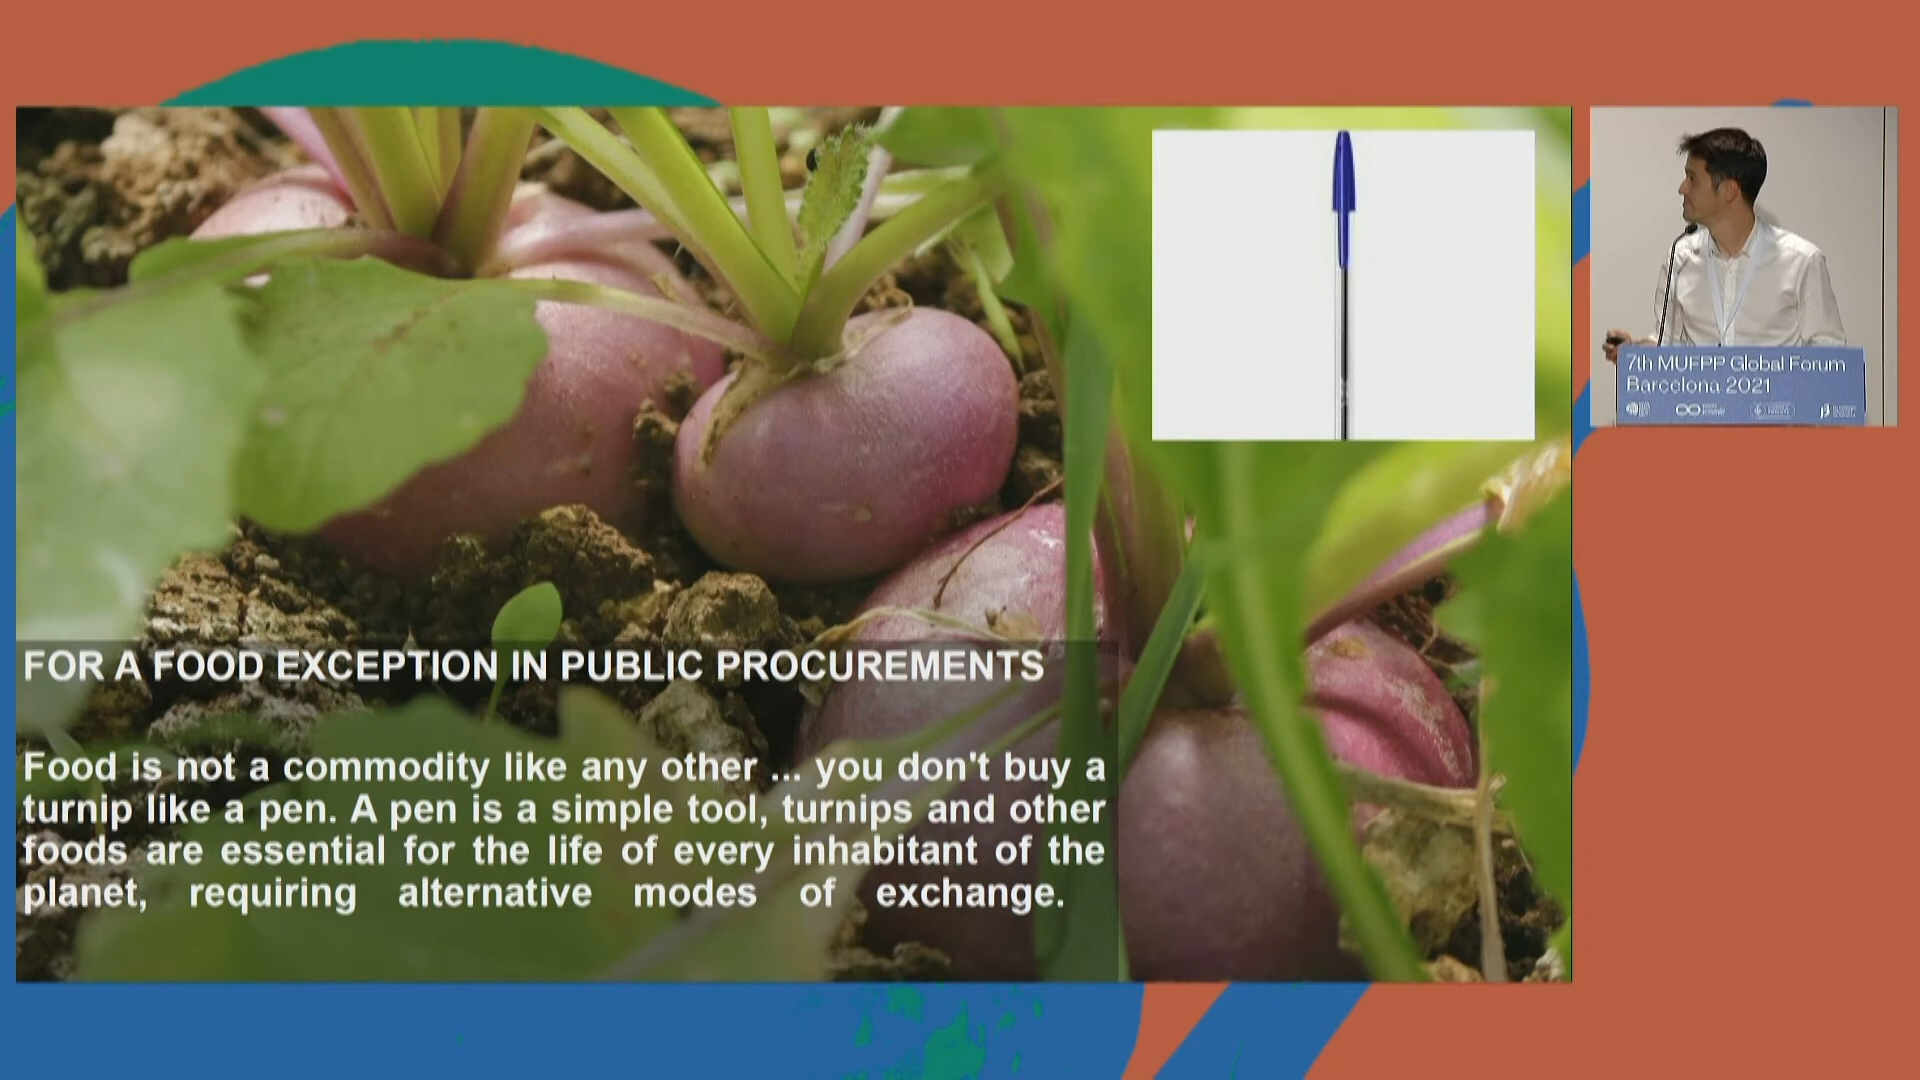 FOR A FOOD EXCEPTION IN PUBLIC PROCUREMENTS
Food is not a commodity like any other ... you don't buy a
turnip like a pen. A pen is a simple tool, turnips and other
foods are essential for the life of every inhabitant of the
planet, requiring alternative modes of exchange.
7th MUFPP Global Forum
Barcelona 2021